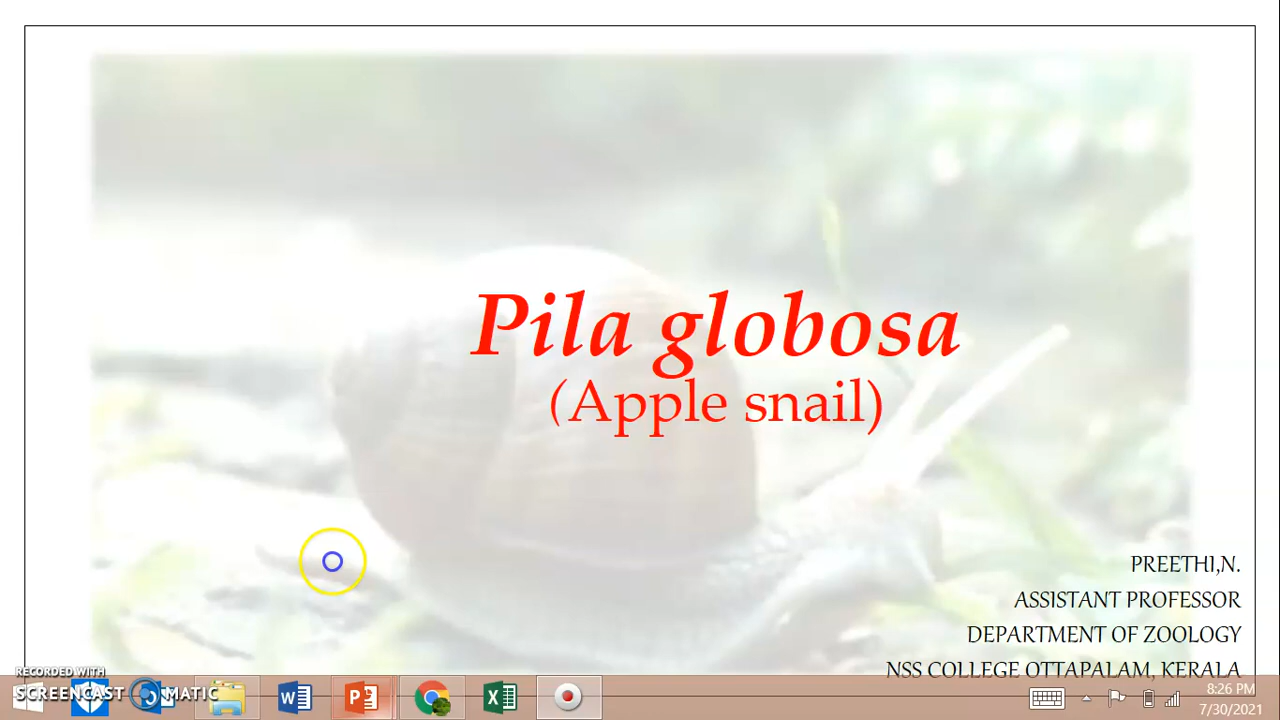 Pila globosa
(Apple snail)
PREETHI,N.
ASSISTANT PROFESSOR
DEPARTMENT OF ZOOLOGY
NSS COLLEGE OTTAPALAM, KERALA
RECORDED WITH
SCREENCAST MATIC
8:26 PM
7/30/2021